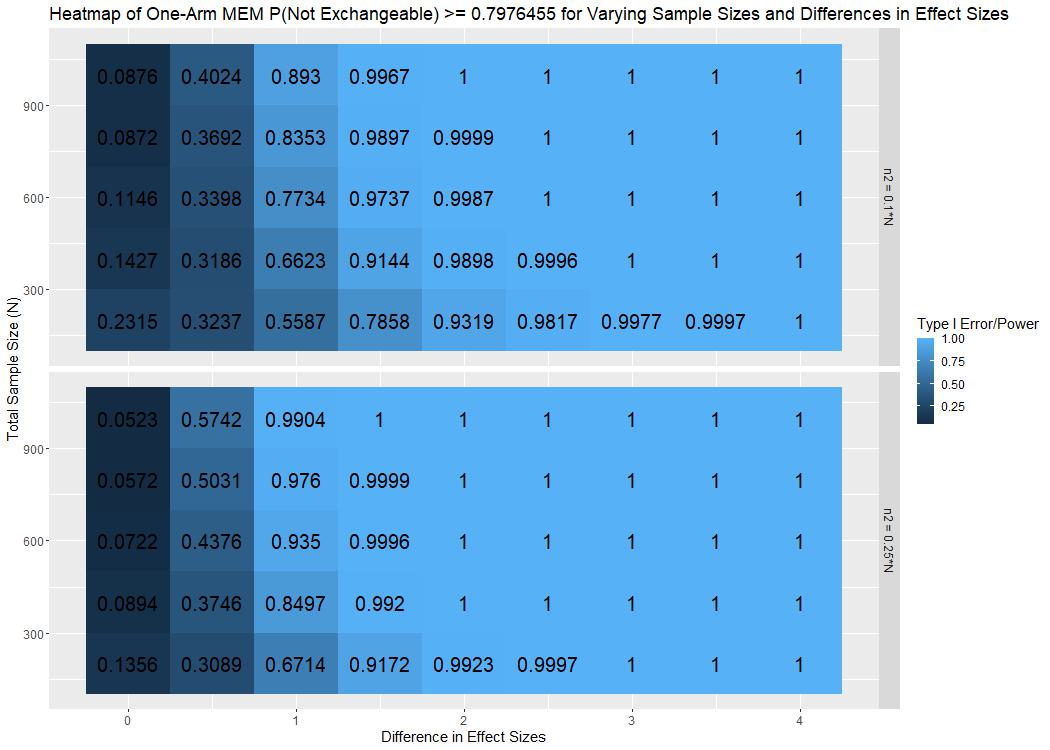 Heatmap of One-Arm MEM P(Not Exchangeable) >= 0.7976455 for Varying Sample Sizes and Differences in Effect Sizes
Total Sample Size (N)
900
600
300
0.0876 0.4024 0.893 0.9967 1 1 1 1 1
0.0872 0.3692 0.8353 0.9897 0.9999 1 1 1 1
0.1146 0.3398 0.7734 0.9737 0.9987 1 1 1 1
0.1427 0.3186 0.6623 0.9144 0.9898 0.9996 1 1 1
0.2315 0.3237 0.5587 0.7858 0.9319 0.9817 0.9977 0.9997 1
n2 = 0.1*N
900
600
300
0.0523 0.5742 0.9904 1 1 1 1 1 1
0.0572 0.5031 0.976 0.9999 1 1 1 1 1
0.0722 0.4376 0.935 0.9996 1 1 1 1 1
0.0894 0.3746 0.8497 0.992 1 1 1 1 1
0.1356 0.3089 0.6714 0.9172 0.9923 0.9997 1 1 1
n2 = 0.25*N
0 1 2 3 4
Difference in Effect Sizes
Type I Error/Power
1.00
0.75
0.50
0.25